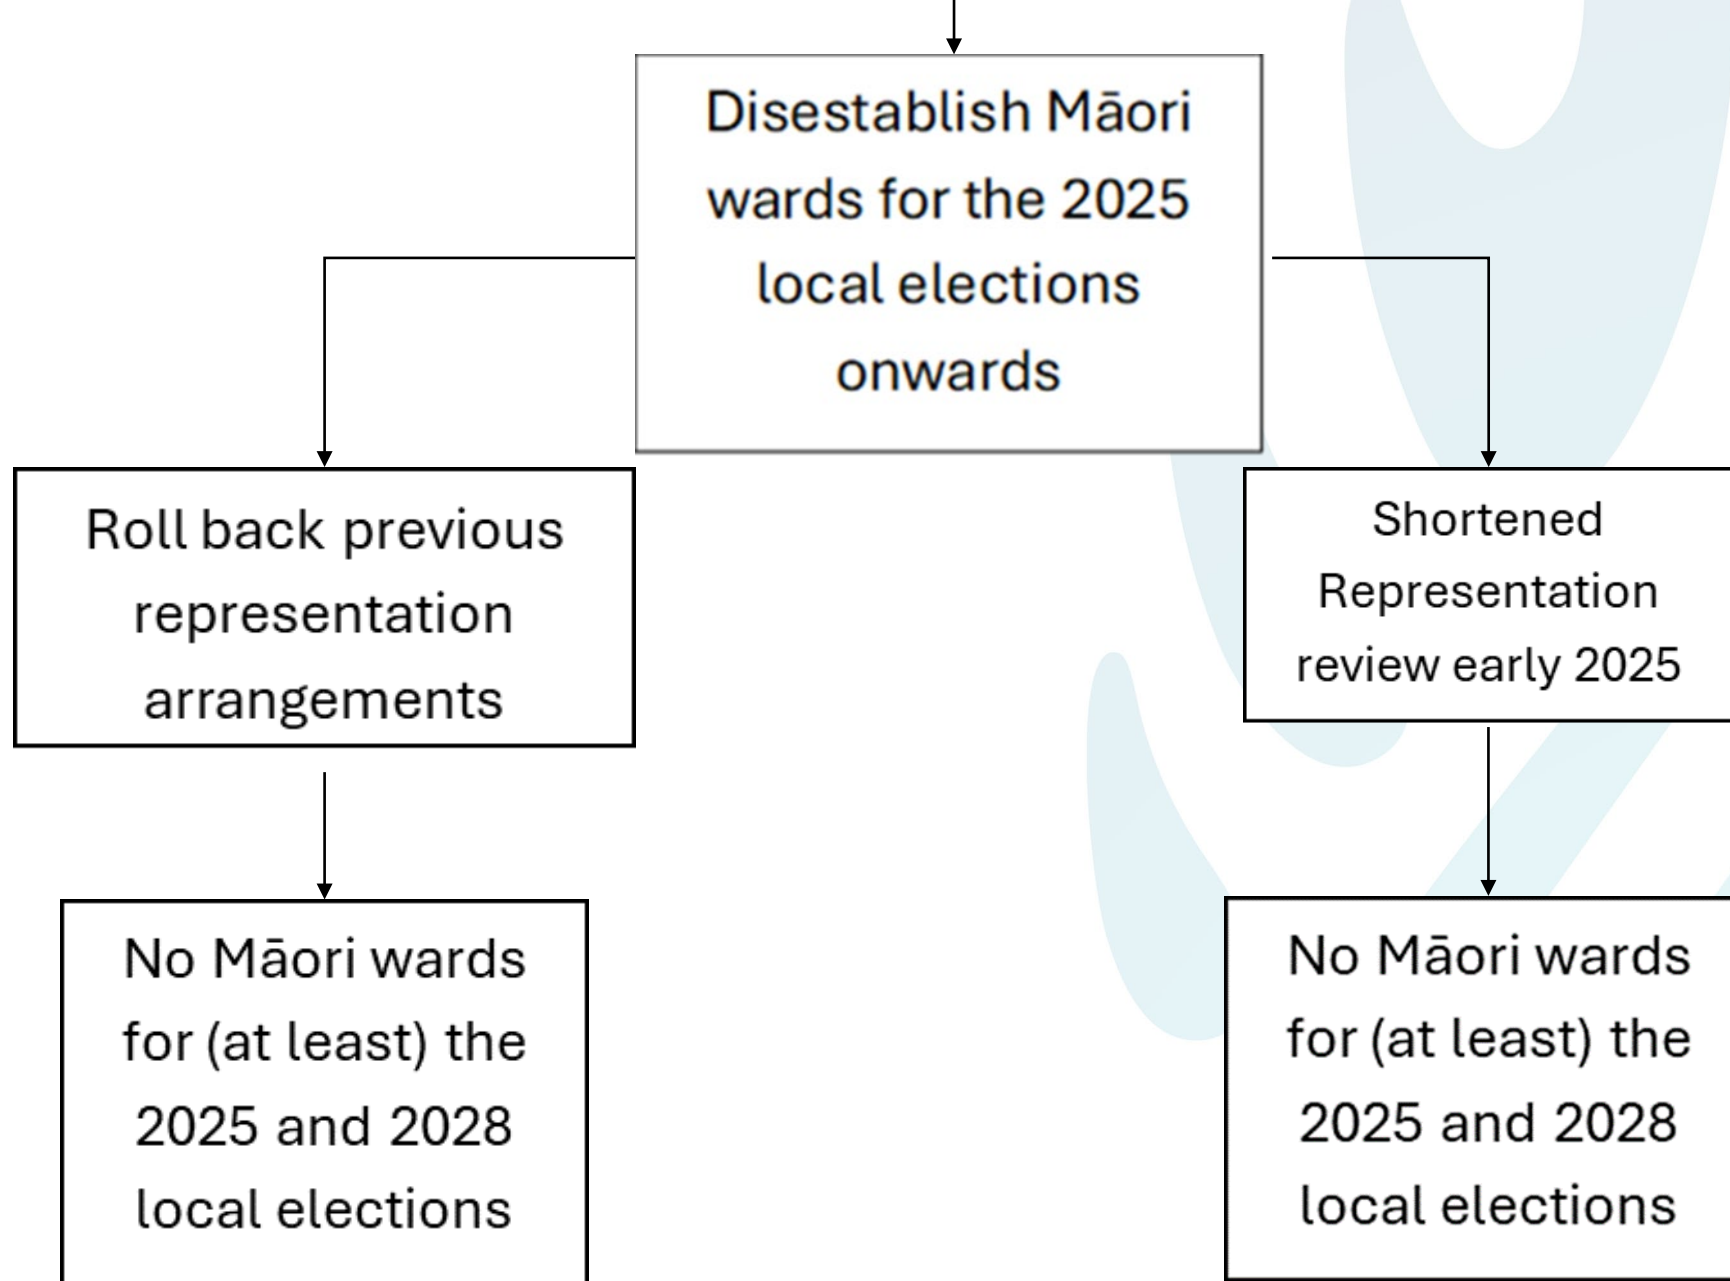 Disestablish Māori
wards for the 2025
local elections
onwards
Roll back previous
representation
arrangements
Shortened
Representation
review early 2025
No Māori wards
for (at least) the
2025 and 2028
local elections
No Māori wards
for (at least) the
2025 and 2028
local elections